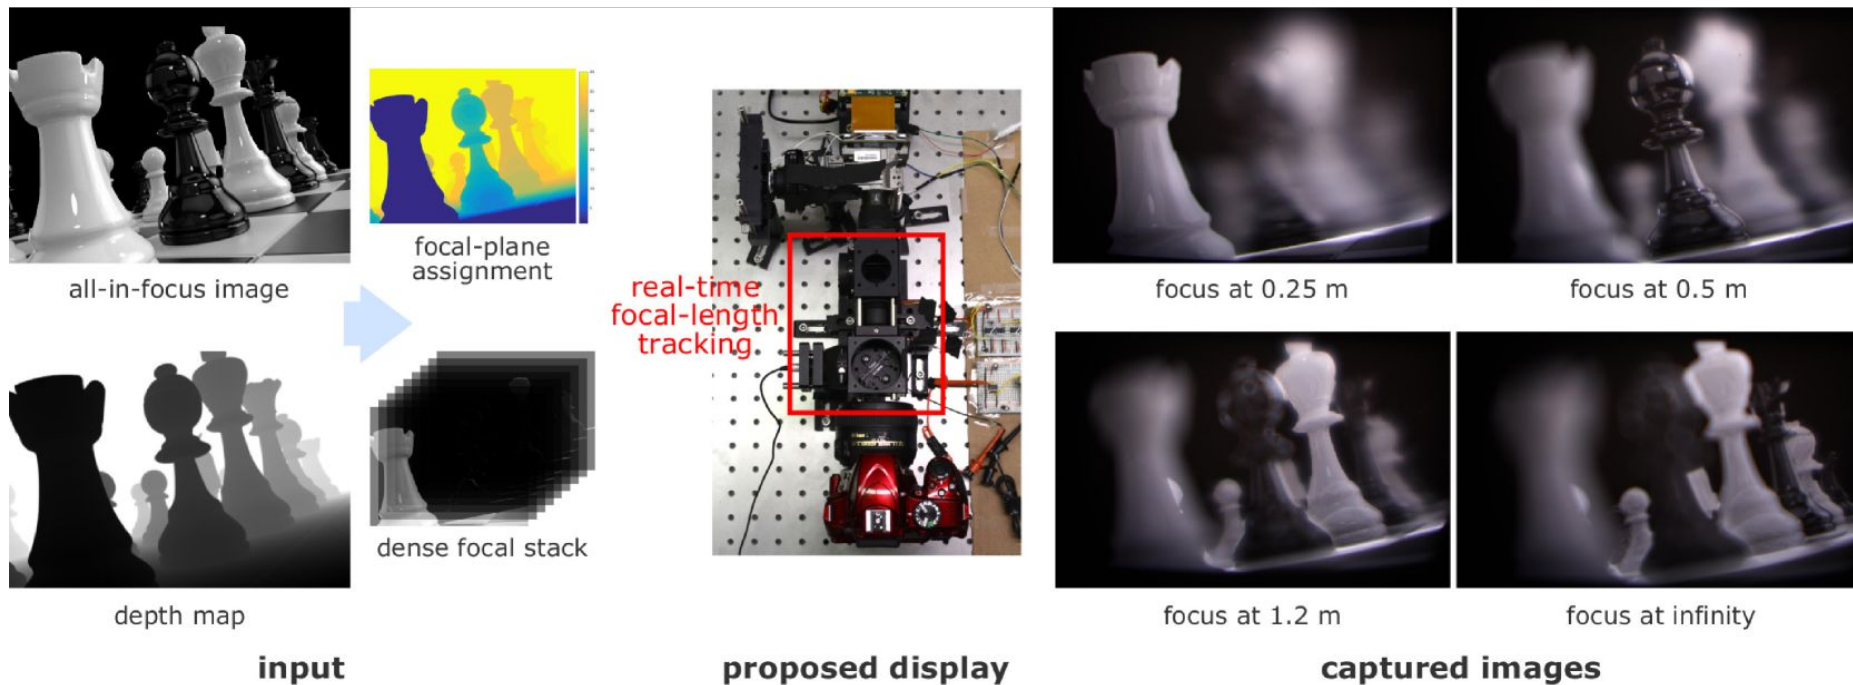 all-in-focus image
focal-plane
assignment
depth map
dense focal stack
input
real-time
focal-length
tracking
proposed display
focus at 0.25 m
focus at 0.5 m
focus at 1.2 m
focus at infinity
captured images